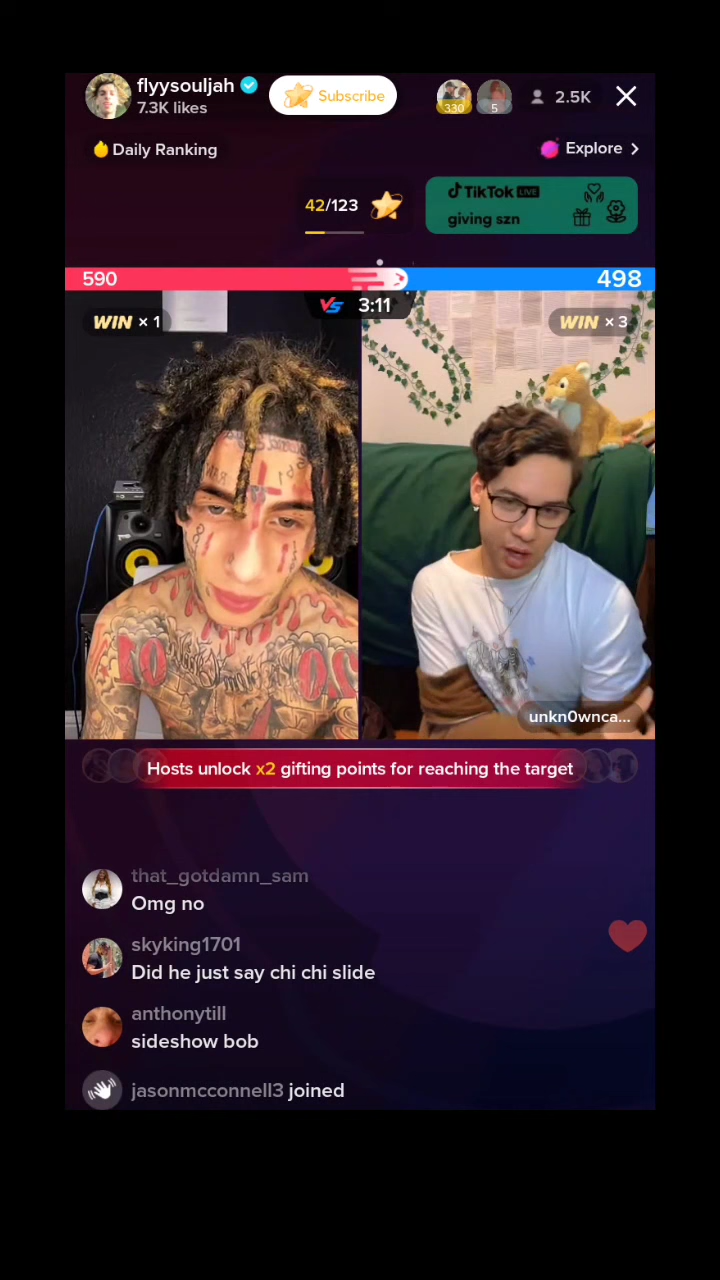 flyysouljah
7.3K likes
Subscribe
330
5
2.5K
Daily Ranking
Explore
42/123
TikTok LIVE
giving szn
590
498
VS 3:11
WIN × 1
WIN × 3
unkn0wnca...
Hosts unlock x2 gifting points for reaching the target
that_gotdamn_sam
Omg no
skyking1701
Did he just say chi chi slide
anthonytill
sideshow bob
jasonmcconnell3 joined